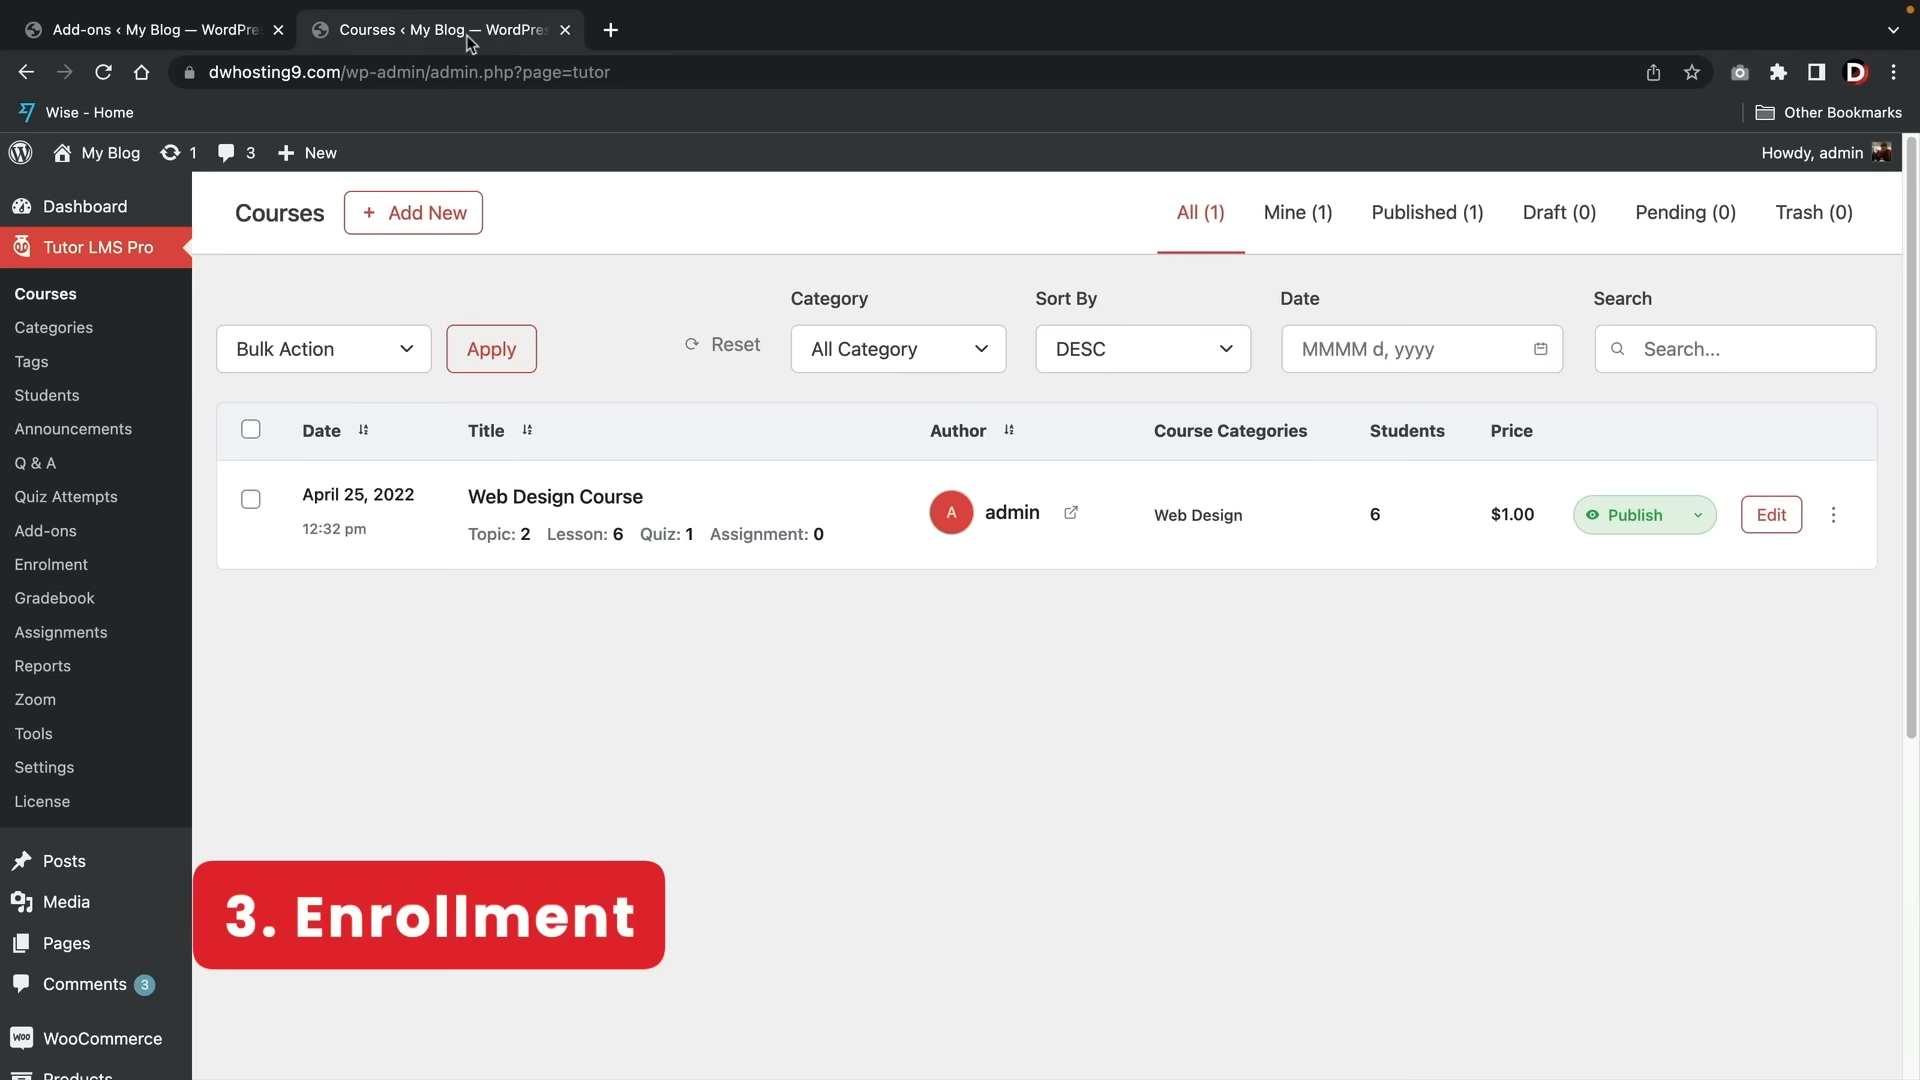 Add-ons ‹ My Blog — WordPre
Courses ‹ My Blog — WordPres
dwhosting9.com/wp-admin/admin.php?page=tutor
D
Wise - Home
Other Bookmarks
My Blog
1
3
New
Howdy, admin
Dashboard
Tutor LMS Pro
Courses
Categories
Tags
Students
Announcements
Q & A
Quiz Attempts
Add-ons
Enrolment
Gradebook
Assignments
Reports
Zoom
Tools
Settings
License
Posts
Media
Pages
Comments 3
Woo WooCommerce
Products
Courses
+ Add New
All (1)
Mine (1)
Published (1)
Draft (0)
Pending (0)
Trash (0)
Category
Sort By
Date
Search
Bulk Action
Apply
Reset
All Category
DESC
MMMM d, yyyy
Search...
Date
Title
Author
Course Categories
Students
Price
April 25, 2022
12:32 pm
Web Design Course
Topic: 2 Lesson: 6 Quiz: 1 Assignment: 0
A
admin
Web Design
6
$1.00
Publish
Edit
3. Enrollment